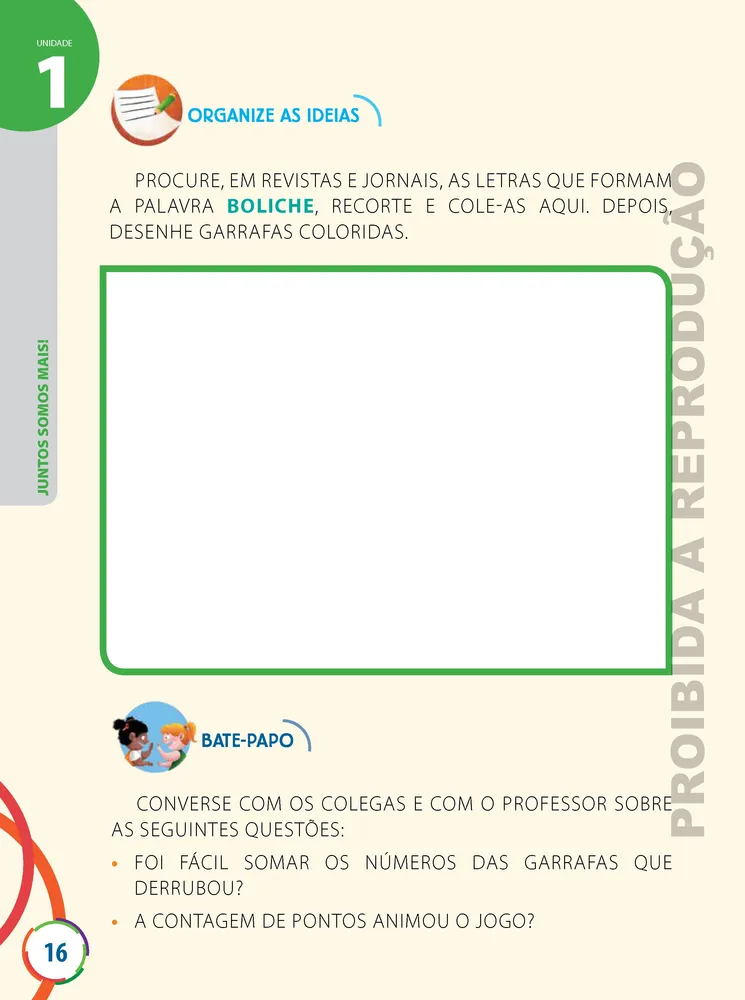 UNIDADE
1
ORGANIZE AS IDEIAS
PROCURE, EM REVISTAS E JORNAIS, AS LETRAS QUE FORMAM
A PALAVRA BOLICHE, RECORTE E COLE-AS AQUI. DEPOIS,
DESENHE GARRAFAS COLORIDAS.
JUNTOS SOMOS MAIS!
PROIBIDA A REPRODUÇÃO
BATE-PAPO
CONVERSE COM OS COLEGAS E COM O PROFESSOR SOBRE
AS SEGUINTES QUESTÕES:
• FOI FÁCIL SOMAR OS NÚMEROS DAS GARRAFAS QUE
DERRUBOU?
• A CONTAGEM DE PONTOS ANIMOU O JOGO?
16